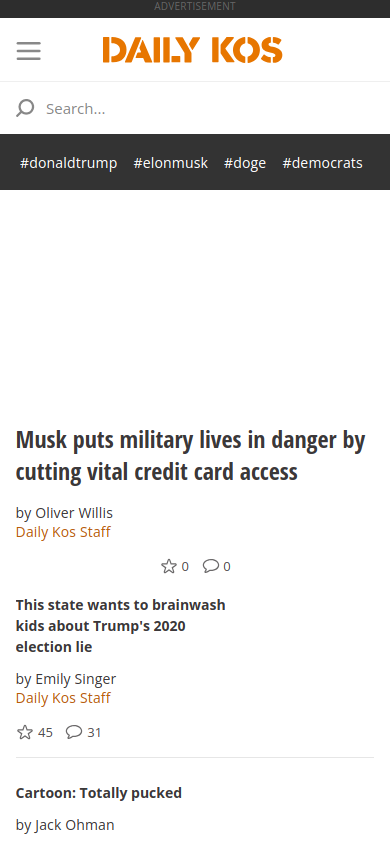 ADVERTISEMENT
DAILY KOS
Search...
#donaldtrump #elonmusk #doge #democrats
Musk puts military lives in danger by
cutting vital credit card access
by Oliver Willis
Daily Kos Staff
0 0
This state wants to brainwash
kids about Trump's 2020
election lie
by Emily Singer
Daily Kos Staff
45 31
Cartoon: Totally pucked
by Jack Ohman